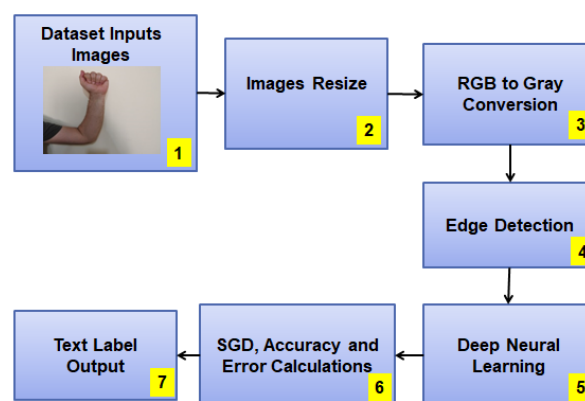 Dataset Inputs
Images
1
Images Resize
2
RGB to Gray
Conversion
3
Edge Detection
4
Deep Neural
Learning
5
SGD, Accuracy and
Error Calculations
6
Text Label
Output
7